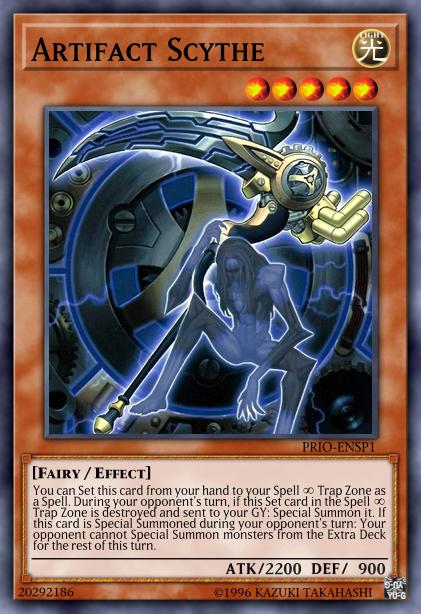 ARTIFACT SCYTHE
LIGHT
光
PRIO-ENSP1
[FAIRY / EFFECT]
You can Set this card from your hand to your Spell ∞ Trap Zone as
a Spell. During your opponent's turn, if this Set card in the Spell ∞
Trap Zone is destroyed and sent to your GY: Special Summon it. If
this card is Special Summoned during your opponent's turn: Your
opponent cannot Special Summon monsters from the Extra Deck
for the rest of this turn.
ATK/2200 DEF/ 900
20292186
©1996 KAZUKI TAKAHASHI